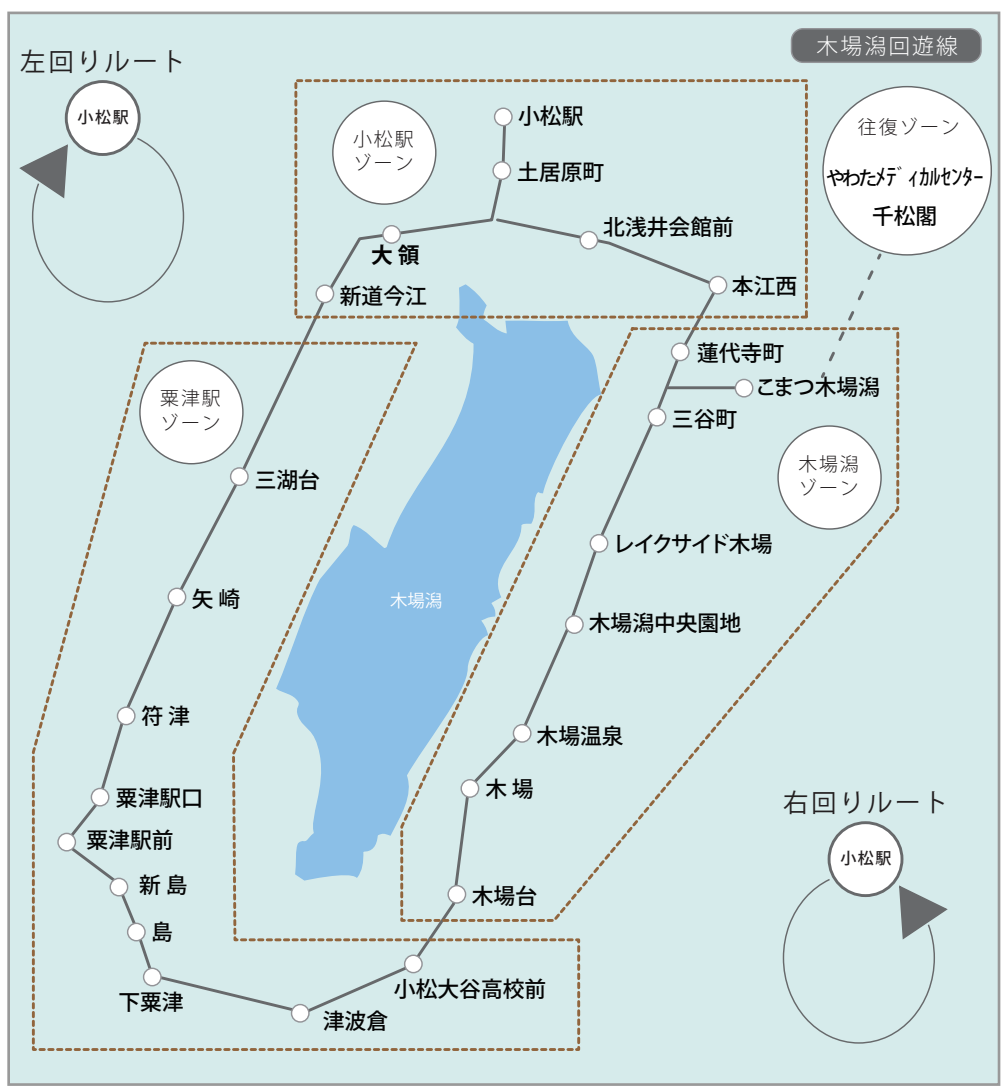 木場潟回遊線
左回りルート
小松駅
小松駅
ゾーン
小松駅
土居原町
大領
新道今江
北浅井会館前
本江西
往復ゾーン
やわたメディカルセンター
千松閣
蓮代寺町
こまつ木場潟
三谷町
木場潟
ゾーン
レイクサイド木場
木場潟中央園地
木場温泉
木場
木場台
木場潟
粟津駅
ゾーン
三湖台
矢崎
符津
粟津駅口
粟津駅前
新島
島
下粟津
津波倉
小松大谷高校前
右回りルート
小松駅